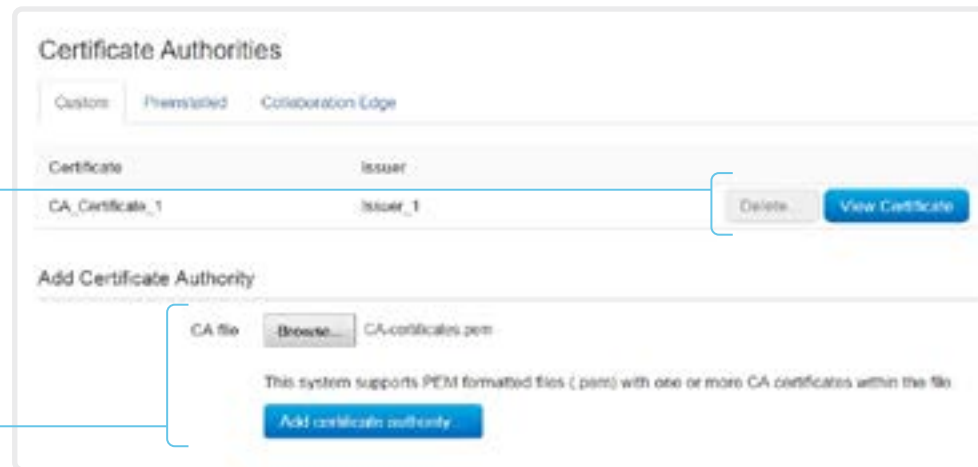 Certificate Authorities
Custom Preinstalled Collaboration Edge
Certificate Issuer
CA_Certificate_1 Issuer_1 Delete... View Certificate
Add Certificate Authority
CA file Browse... CA-certificates.pem
This system supports PEM formatted files (.pem) with one or more CA certificates within the file.
Add certificate authority...